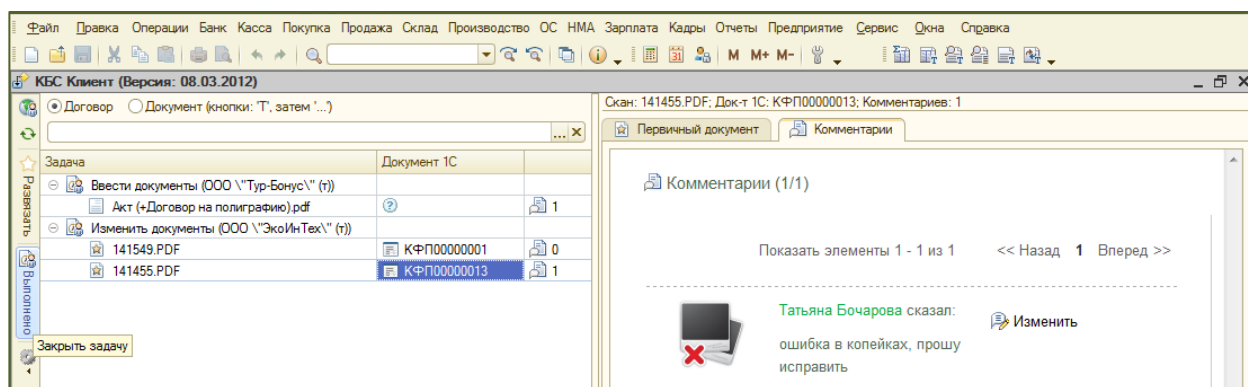 Файл Правка Операции Банк Касса Покупка Продажа Склад Производство ОС НМА Зарплата Кадры Отчеты Предприятие Сервис Окна Справка
M M+ M-
КБС Клиент (Версия: 08.03.2012)
Договор Документ (кнопки: 'T', затем '...')
... x
Скан: 141455.PDF; Док-т 1С: КФП00000013; Комментариев: 1
Первичный документ Комментарии
Задача Документ 1С
Развязать
Ввести документы (ООО \"Тур-Бонус\" (т))
Акт (+Договор на полиграфию).pdf 1
Изменить документы (ООО \"ЭкоИнТех\" (т))
141549.PDF КФП00000001 0
141455.PDF КФП00000013 1
Выполнено
Закрыть задачу
Комментарии (1/1)
Показать элементы 1 - 1 из 1 << Назад 1 Вперед >>
Татьяна Бочарова сказал:
Изменить
ошибка в копейках, прошу
исправить